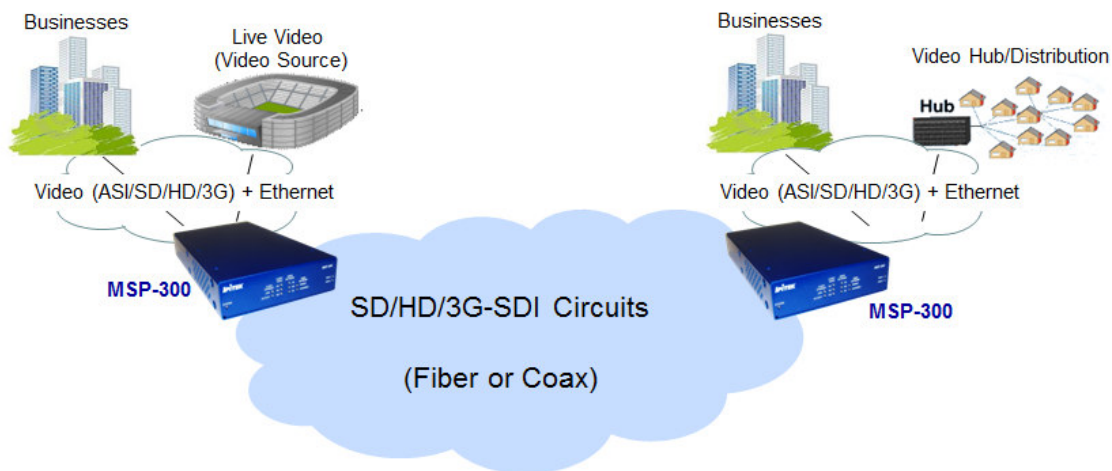 Businesses
Live Video
(Video Source)
Video (ASI/SD/HD/3G) + Ethernet
MSP-300
Businesses
Video Hub/Distribution
Hub
Video (ASI/SD/HD/3G) + Ethernet
MSP-300
SD/HD/3G-SDI Circuits
(Fiber or Coax)